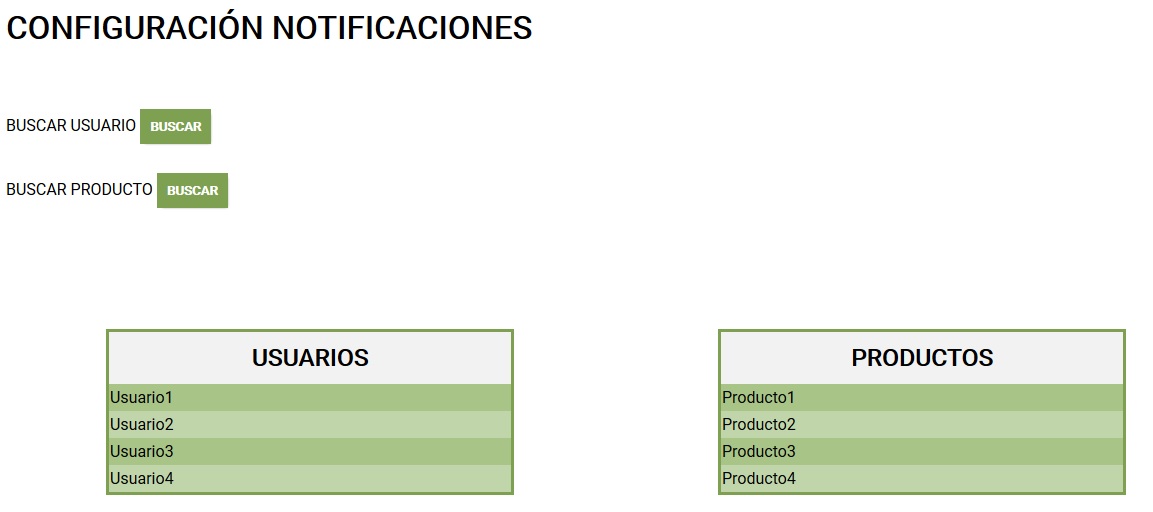 CONFIGURACIÓN NOTIFICACIONES
BUSCAR USUARIO BUSCAR
BUSCAR PRODUCTO BUSCAR
USUARIOS
Usuario1
Usuario2
Usuario3
Usuario4
PRODUCTOS
Producto1
Producto2
Producto3
Producto4